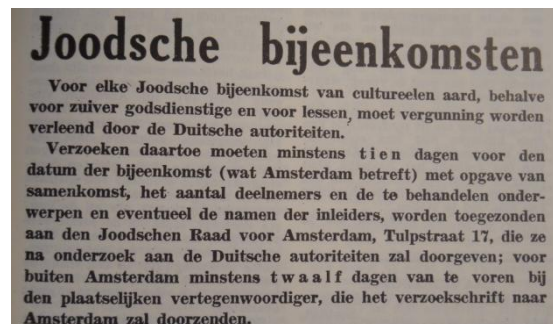 Joodsche bijeenkomsten
Voor elke Joodsche bijeenkomst van cultureelen aard, behalve
voor zuiver godsdienstige en voor lessen, moet vergunning worden
verleend door de Duitsche autoriteiten.
Verzoeken daartoe moeten minstens tien dagen voor den
datum der bijeenkomst (wat Amsterdam betreft) met opgave van
samenkomst, het aantal deelnemers en de te behandelen onder-
werpen en eventueel de namen der inleiders, worden toegezonden
aan den Joodschen Raad voor Amsterdam, Tulpstraat 17, die ze
na onderzoek aan de Duitsche autoriteiten zal doorgeven; voor
buiten Amsterdam minstens twaalf dagen van te voren bij
den plaatselijken vertegenwoordiger, die het verzoekschrift naar
Amsterdam zal doorzenden.